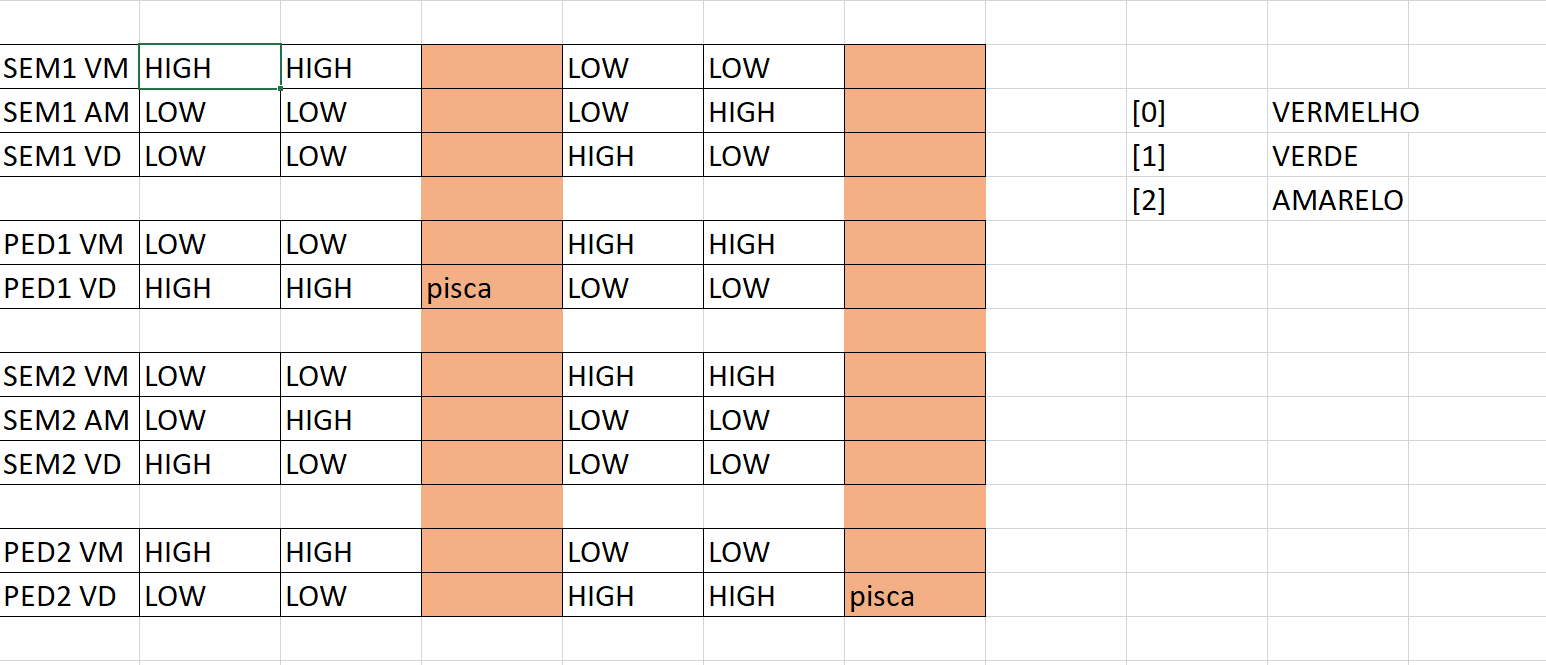 SEM1 VM HIGH HIGH LOW LOW
SEM1 AM LOW LOW LOW HIGH [0] VERMELHO
SEM1 VD LOW LOW HIGH LOW [1] VERDE
[2] AMARELO
PED1 VM LOW LOW HIGH HIGH
PED1 VD HIGH HIGH pisca LOW LOW
SEM2 VM LOW LOW HIGH HIGH
SEM2 AM LOW HIGH LOW LOW
SEM2 VD HIGH LOW LOW LOW
PED2 VM HIGH HIGH LOW LOW
PED2 VD LOW LOW HIGH HIGH pisca